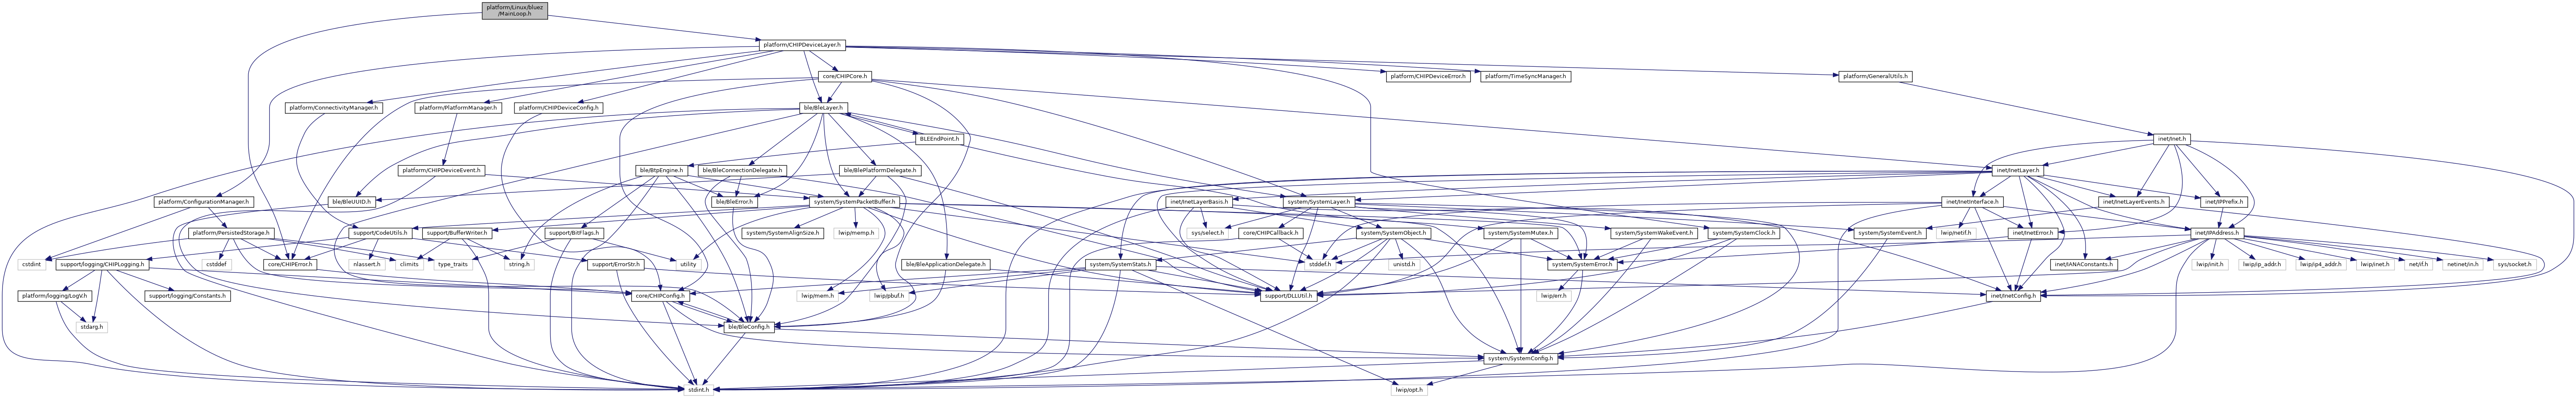 platform/Linux/bluez
/MainLoop.h
platform/CHIPDeviceLayer.h
core/CHIPCore.h
platform/CHIPDeviceError.h
platform/TimeSyncManager.h
platform/GeneralUtils.h
platform/ConnectivityManager.h
platform/PlatformManager.h
platform/CHIPDeviceConfig.h
ble/BleLayer.h
BLEEndPoint.h
inet/Inet.h
platform/CHIPDeviceEvent.h
ble/BtpEngine.h
ble/BleConnectionDelegate.h
ble/BlePlatformDelegate.h
inet/InetLayer.h
platform/ConfigurationManager.h
ble/BleUUID.h
ble/BleError.h
system/SystemPacketBuffer.h
inet/InetLayerBasis.h
system/SystemLayer.h
inet/InetInterface.h
inet/InetLayerEvents.h
inet/IPPrefix.h
platform/PersistedStorage.h
support/CodeUtils.h
support/BufferWriter.h
support/BitFlags.h
system/SystemAlignSize.h
lwip/memp.h
sys/select.h
core/CHIPCallback.h
system/SystemObject.h
system/SystemMutex.h
system/SystemWakeEvent.h
system/SystemClock.h
system/SystemEvent.h
lwip/netif.h
inet/InetError.h
inet/IPAddress.h
cstdint
support/logging/CHIPLogging.h
cstddef
core/CHIPError.h
nlassert.h
climits
type_traits
string.h
support/ErrorStr.h
utility
ble/BleApplicationDelegate.h
system/SystemStats.h
stddef.h
unistd.h
system/SystemError.h
inet/IANAConstants.h
lwip/init.h
lwip/ip_addr.h
lwip/ip4_addr.h
lwip/inet.h
net/if.h
netinet/in.h
sys/socket.h
platform/logging/LogV.h
support/logging/Constants.h
core/CHIPConfig.h
lwip/mem.h
lwip/pbuf.h
support/DLLUtil.h
lwip/err.h
inet/InetConfig.h
stdarg.h
ble/BleConfig.h
system/SystemConfig.h
stdint.h
lwip/opt.h